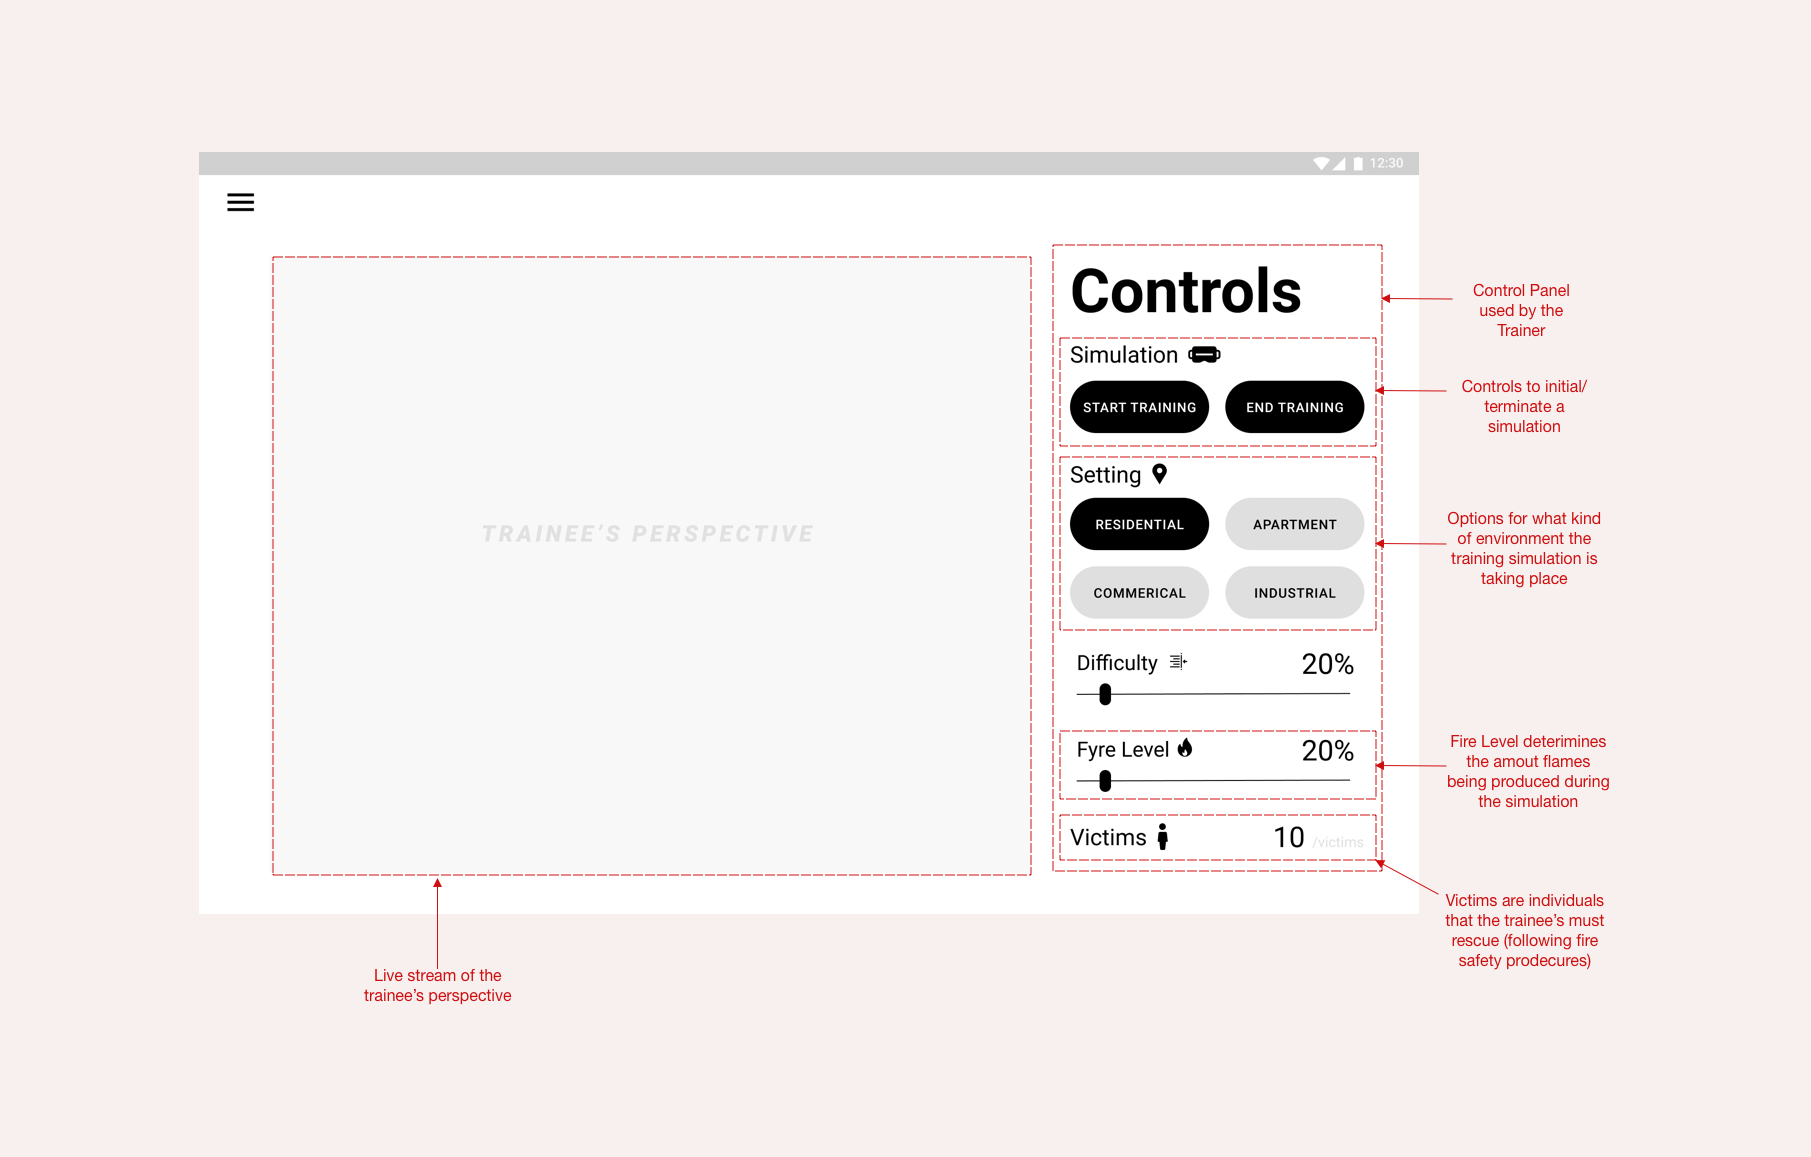 12:30
TRAINEE'S PERSPECTIVE
Controls
Simulation
START TRAINING
END TRAINING
Setting
RESIDENTIAL
APARTMENT
COMMERICAL
INDUSTRIAL
Difficulty
20%
Fyre Level
20%
Victims
10 /victims
Control Panel
used by the
Trainer
Controls to initial/
terminate a
simulation
Options for what kind
of environment the
training simulation is
taking place
Fire Level deterimines
the amout flames
being produced during
the simulation
Victims are individuals
that the trainee's must
rescue (following fire
safety prodecures)
Live stream of the
trainee's perspective